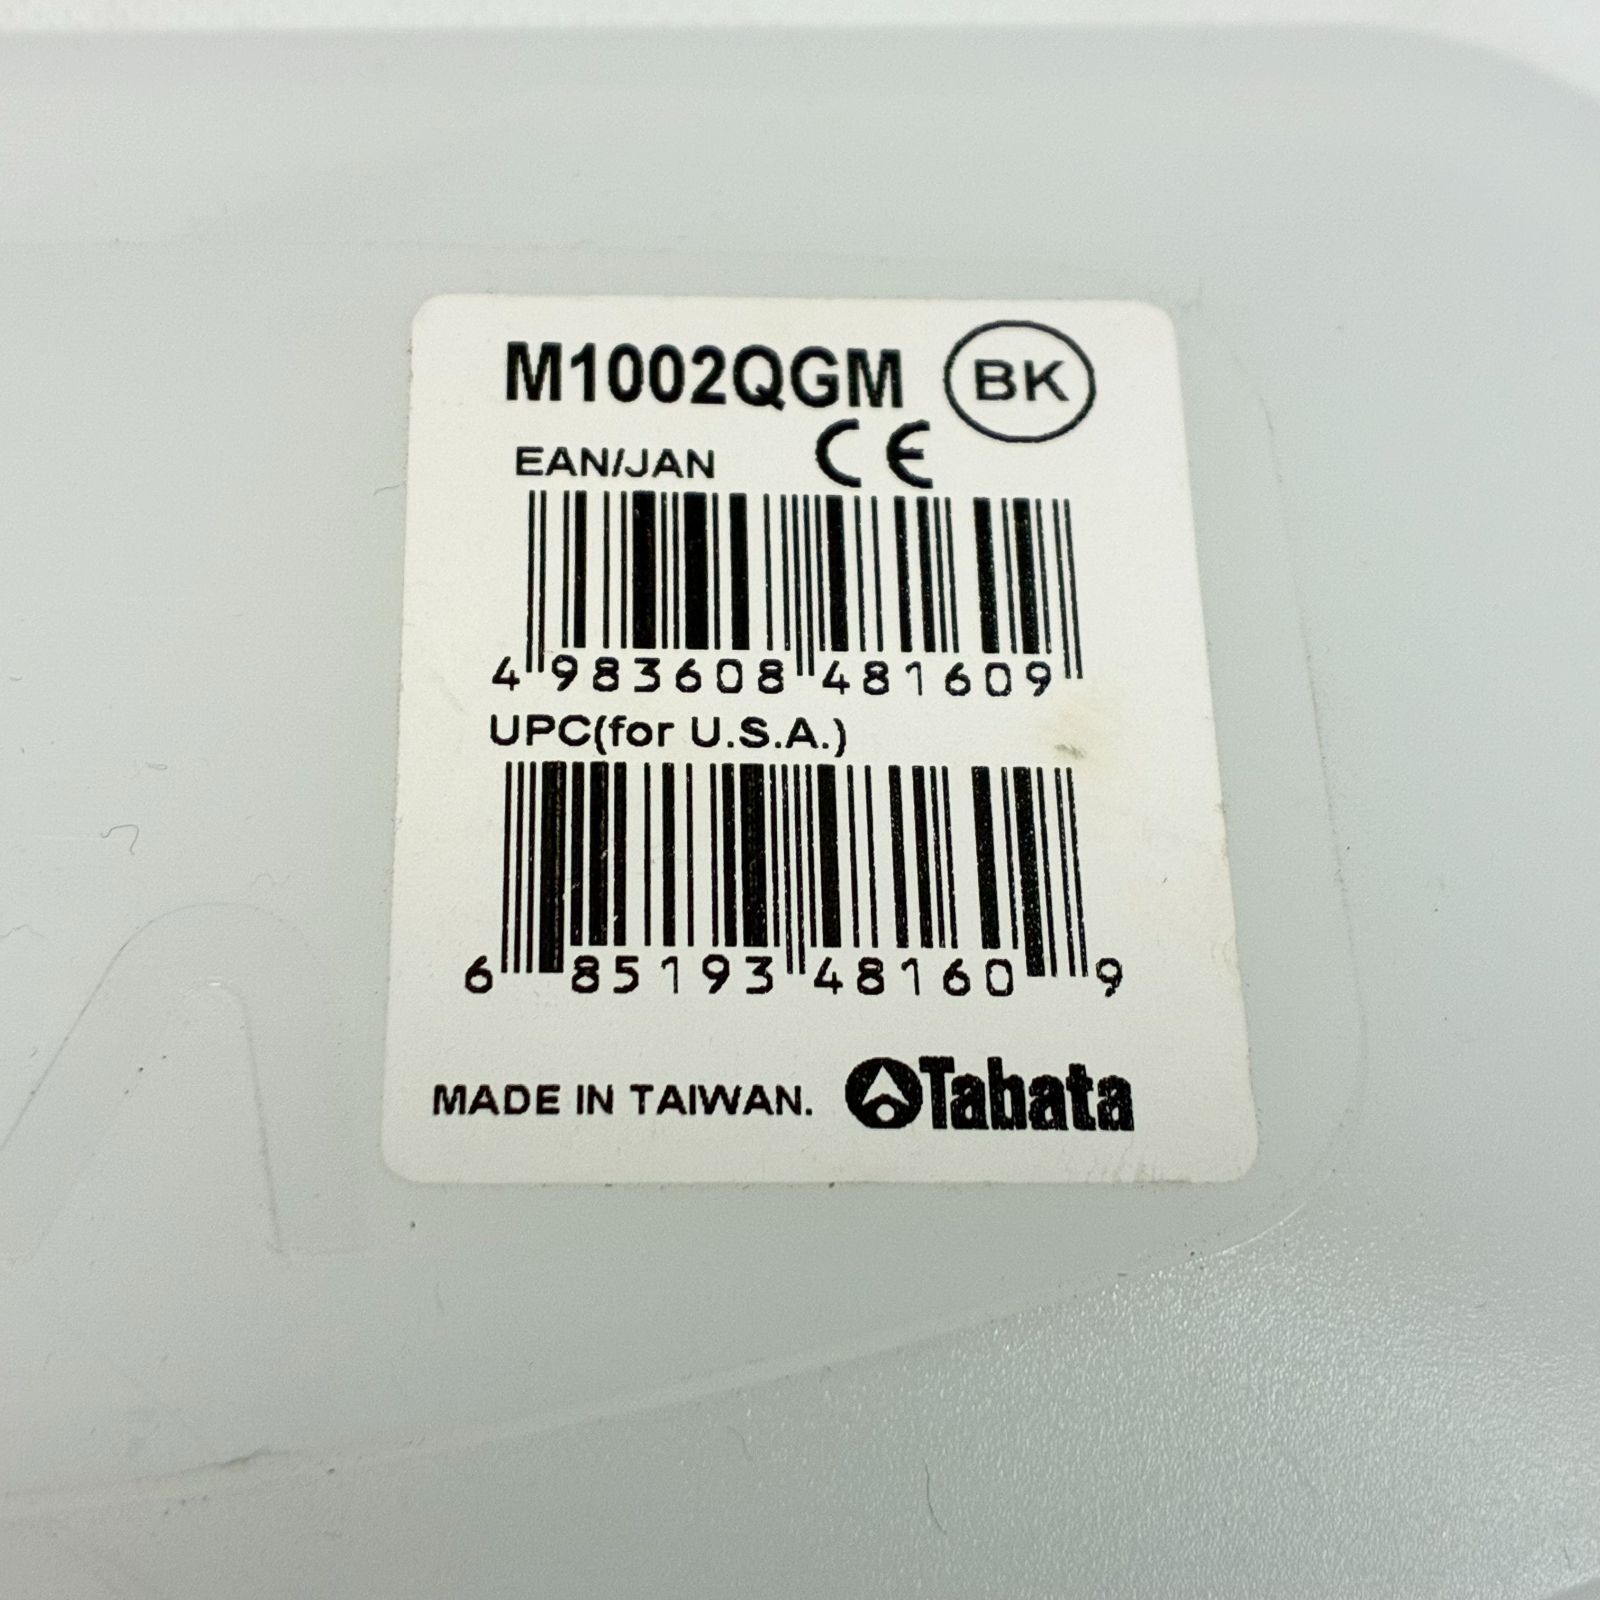 M1002QGM BK
EAN/JAN CE
4 983608 481609
UPC(for U.S.A.)
6 85193 48160 9
MADE IN TAIWAN. Tabata